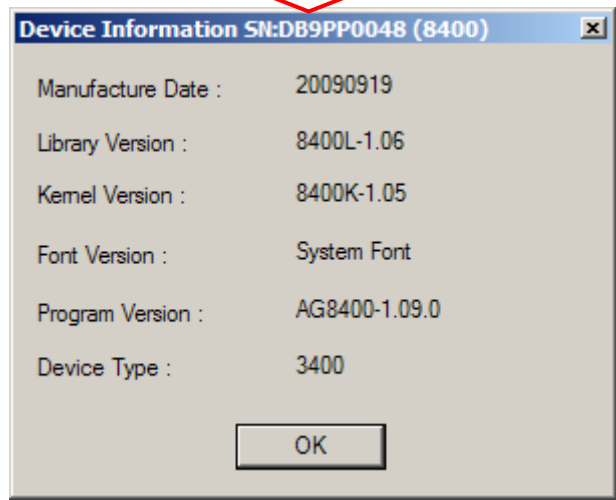 Device Information SN:DB9PP0048 (8400)
Manufacture Date : 20090919
Library Version : 8400L-1.06
Kernel Version : 8400K-1.05
Font Version : System Font
Program Version : AG8400-1.09.0
Device Type : 3400
OK